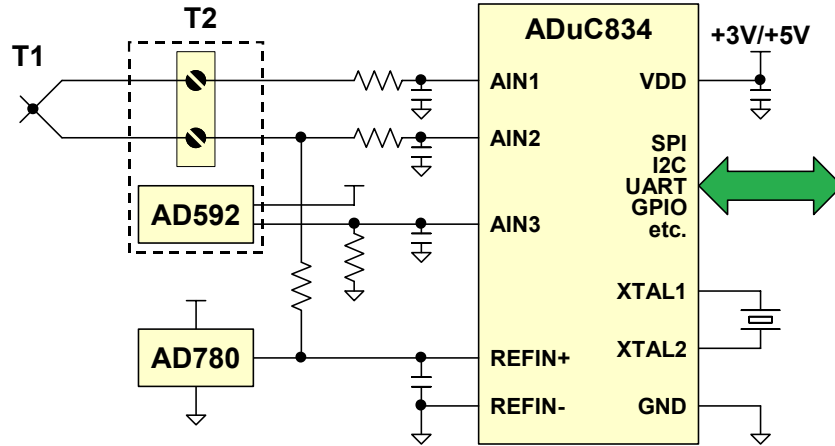 T2
T1
ADuC834
+3V/+5V
AIN1
VDD
AIN2
SPI
I2C
UART
GPIO
etc.
AD592
AIN3
XTAL1
XTAL2
AD780
REFIN+
REFIN-
GND